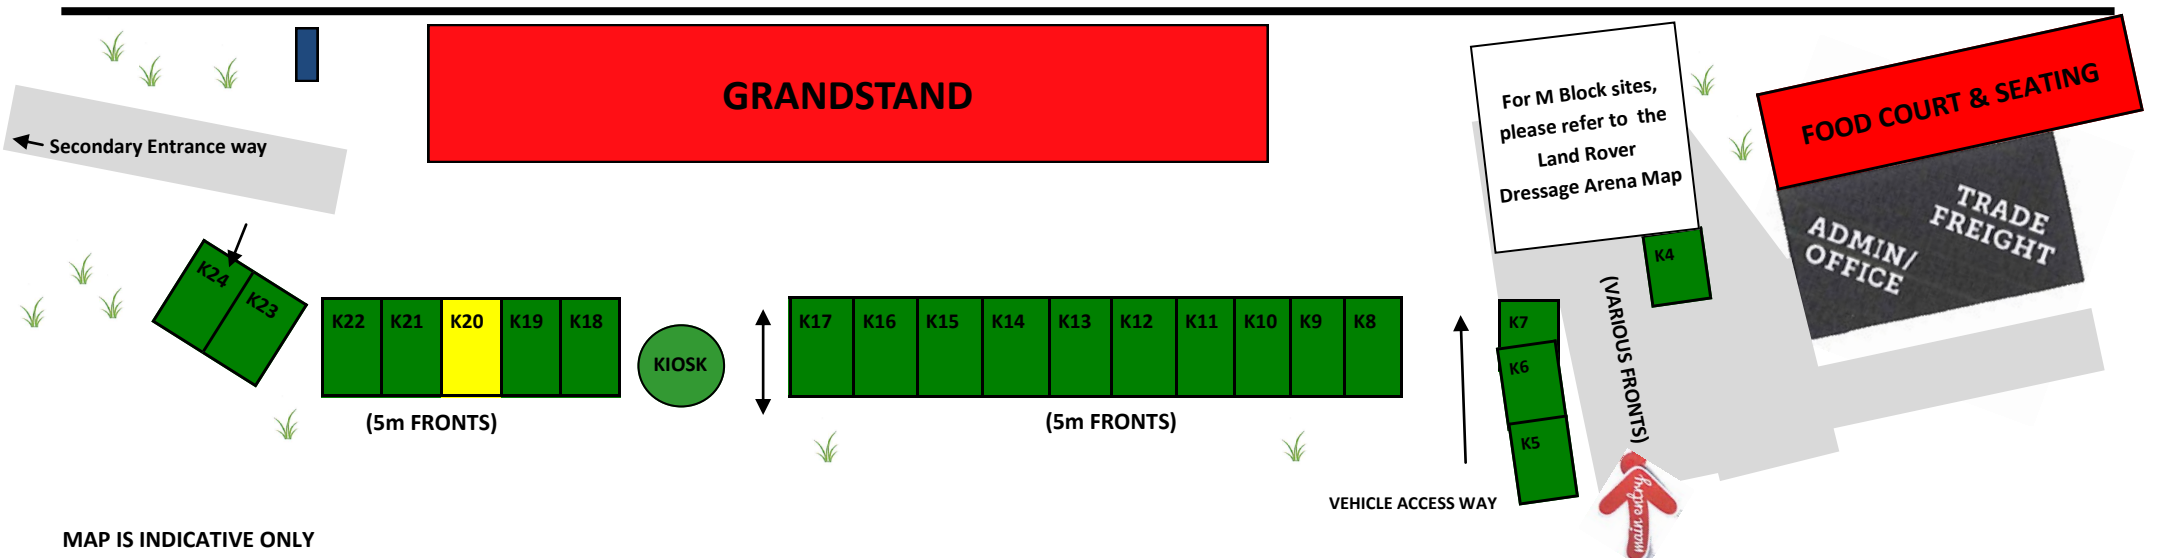 GRANDSTAND
For M Block sites,
please refer to the
Land Rover
Dressage Arena Map
FOOD COURT & SEATING
TRADE
FREIGHT
ADMIN/
OFFICE
Secondary Entrance way
K24
K23
K22
K21
K20
K19
K18
KIOSK
K17
K16
K15
K14
K13
K12
K11
K10
K9
K8
K7
K6
K5
K4
(VARIOUS FRONTS)
(5m FRONTS)
(5m FRONTS)
VEHICLE ACCESS WAY
main entry
MAP IS INDICATIVE ONLY